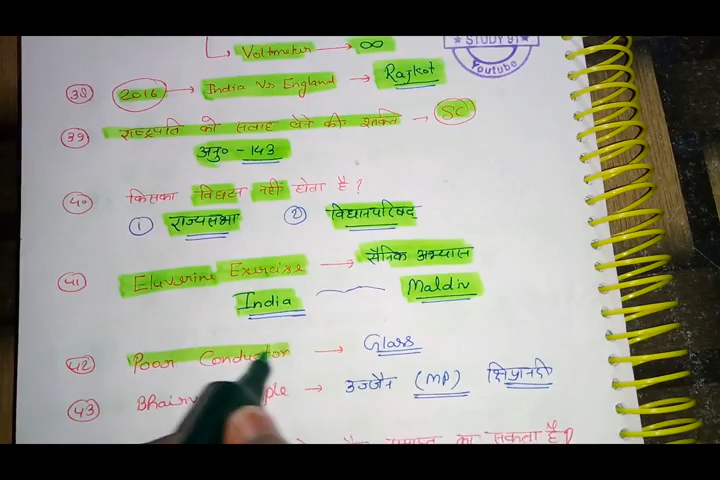 Voltmeter → ∞
STUDY 91
Youtube
38 2016 → India Vs England → Rajkot
39 राष्ट्रपति को सलाह देने की शक्ति → SC
अनु० - 143
40 किसका विघटन नहीं होता है ?
① राज्यसभा ② विधानपरिषद्
41 Eluverine Exercise → सैनिक अभ्यास
India Maldiv
42 Poor Conductor → Glass
43 → उज्जैन (MP) क्षिप्रा नदी
का सकता है?